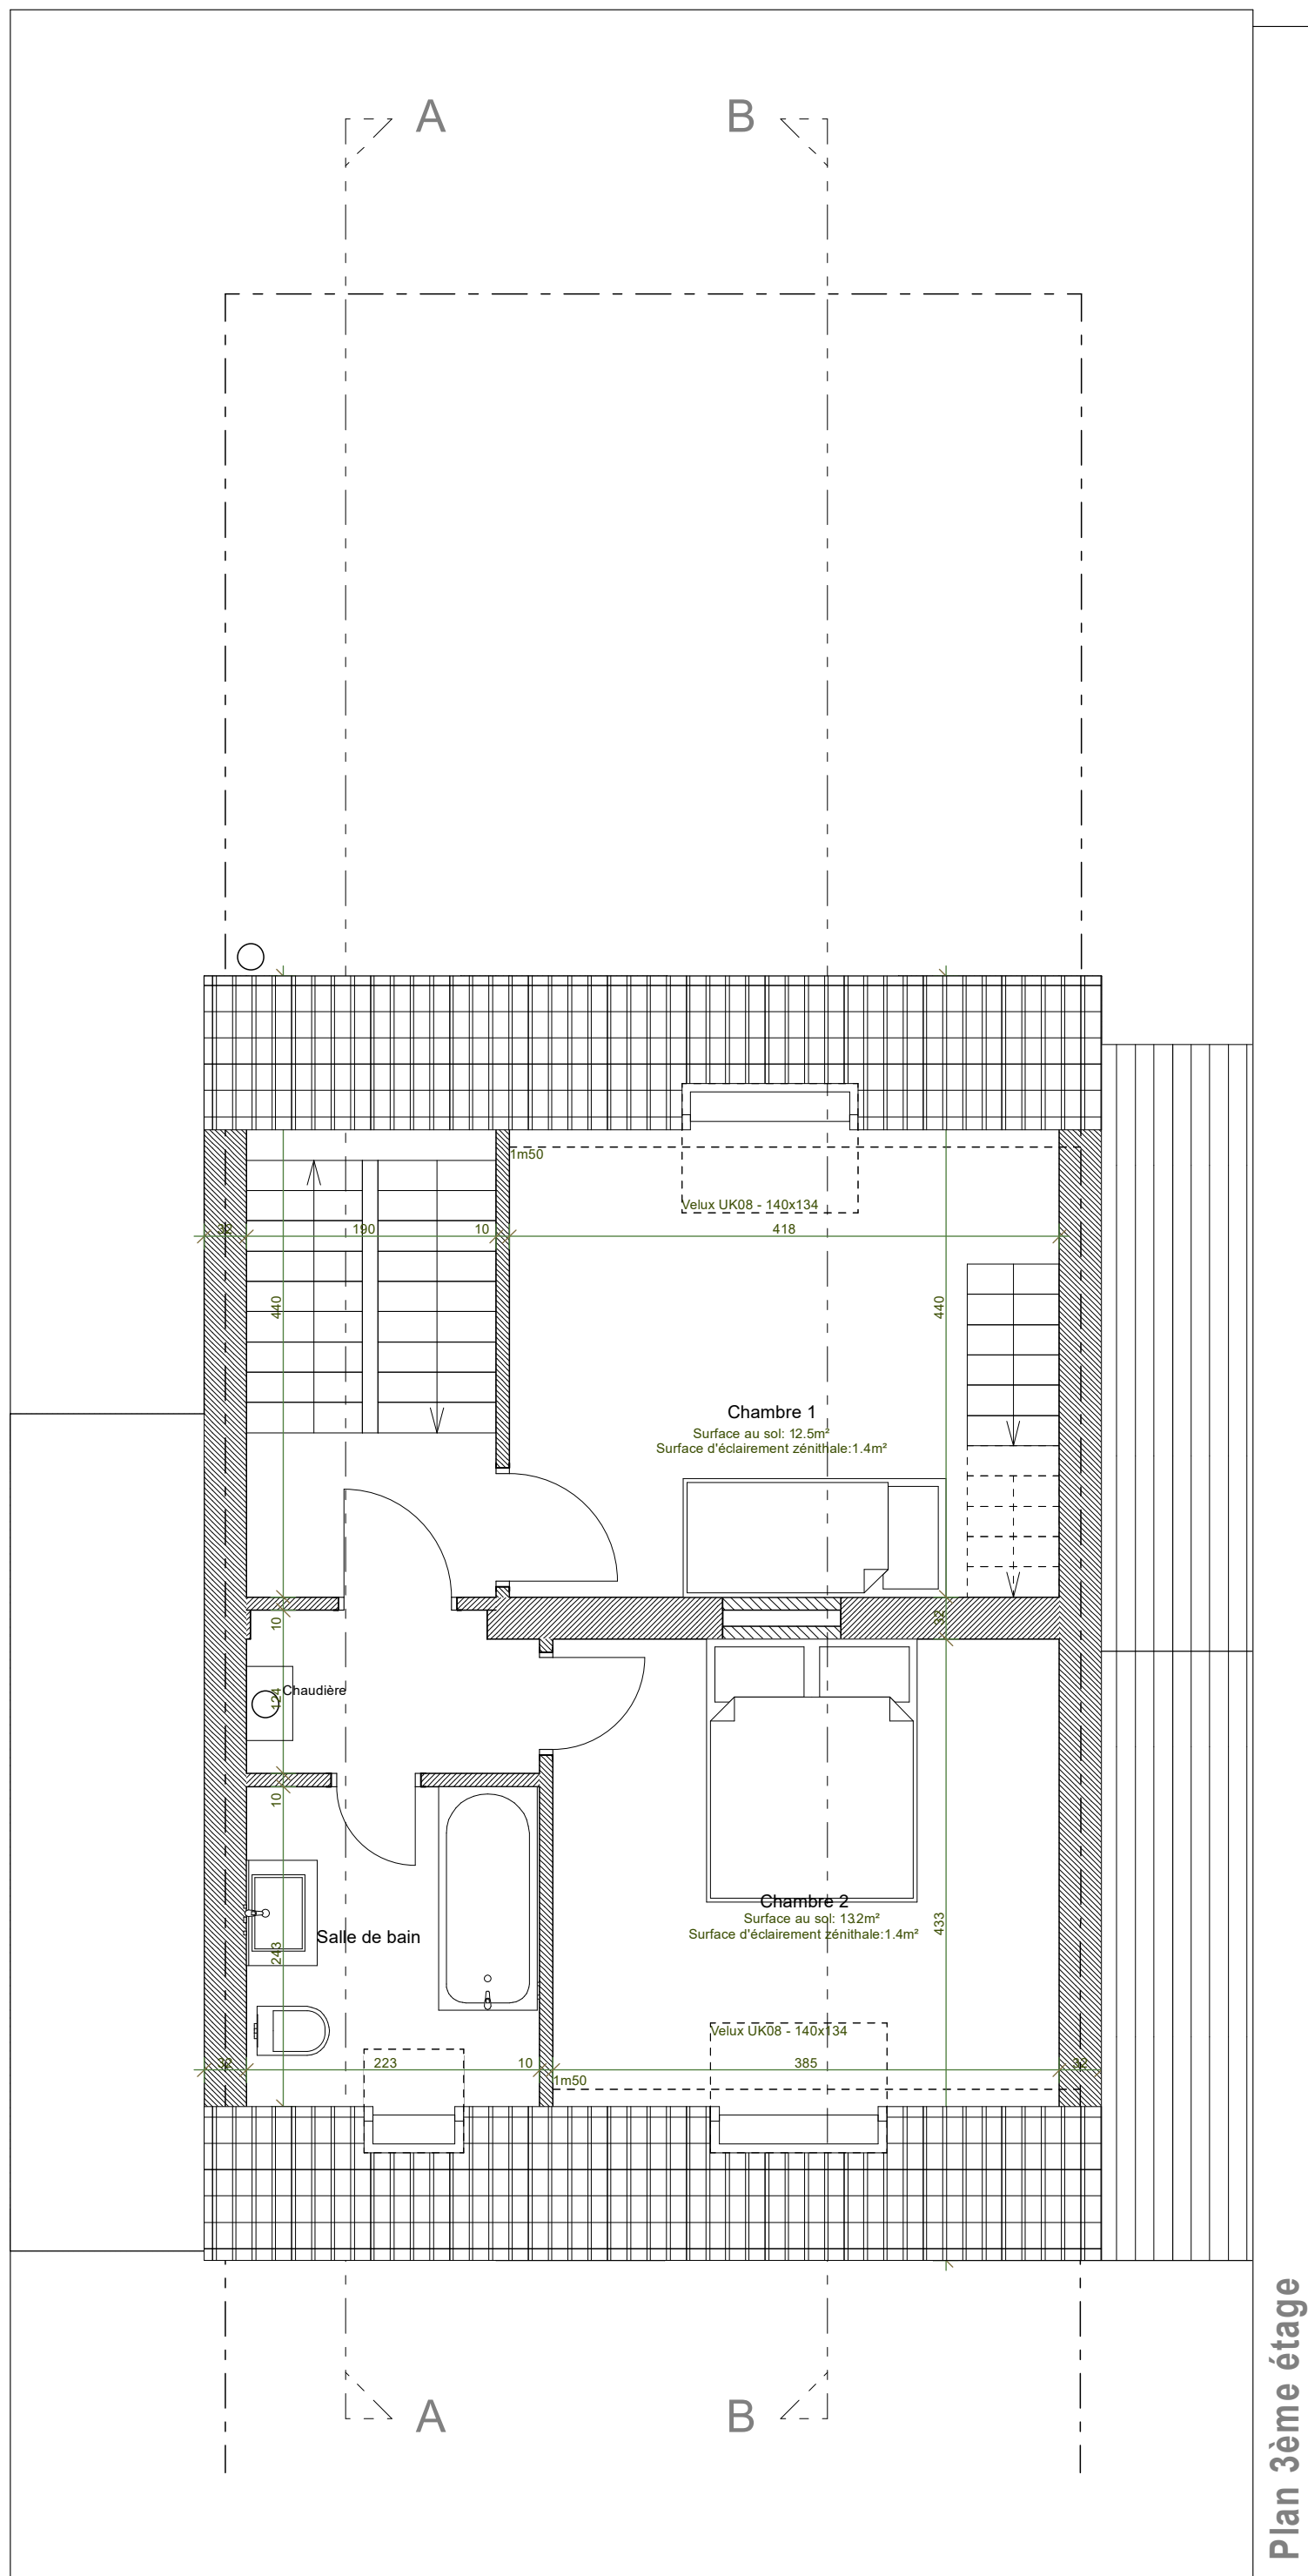 A
B
1m50
Velux UK08 - 140x134
32
190
10
418
440
440
Chambre 1
Surface au sol: 12.5m²
Surface d'éclairement zénithale:1.4m²
10
32
Chaudière
124
10
Chambre 2
Surface au sol: 13.2m²
Surface d'éclairement zénithale:1.4m²
433
Salle de bain
243
Velux UK08 - 140x134
32
223
10
385
32
1m50
A
B
Plan 3ème étage